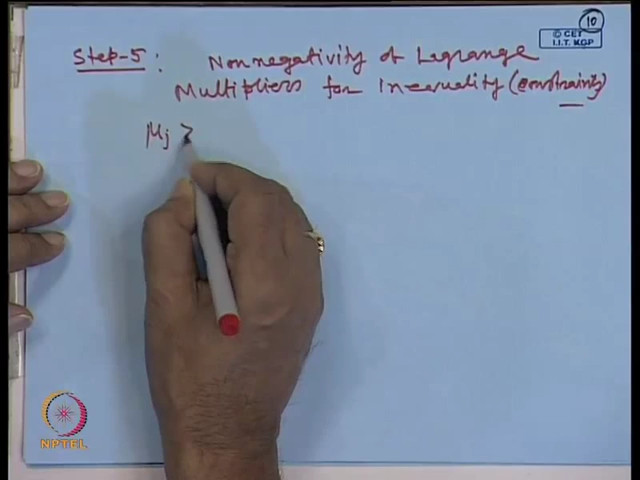 10
© CET
I.I.T. KGP
Step-5: Nonnegativity of Lagrange
Multipliers for Inequality (constraints)
μj ≥
NPTEL